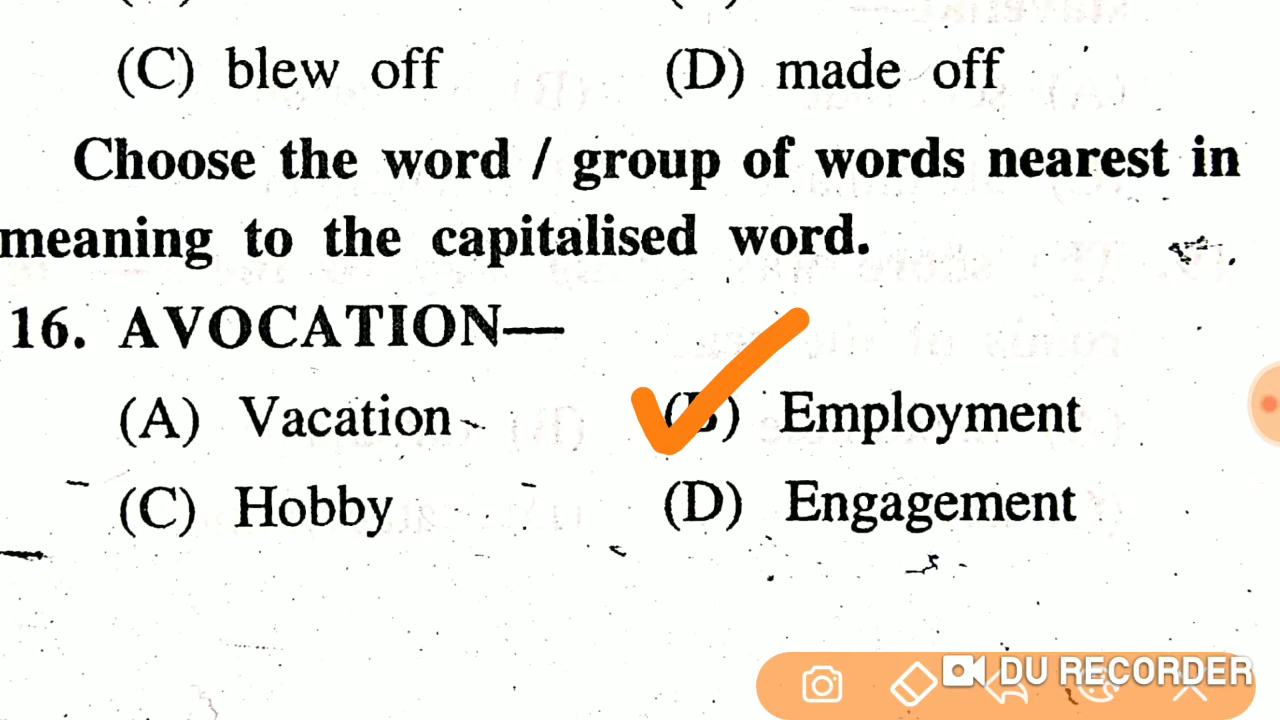 (C) blew off (D) made off
Choose the word / group of words nearest in
meaning to the capitalised word.
16. AVOCATION—
(A) Vacation (B) Employment
(C) Hobby (D) Engagement
DU RECORDER